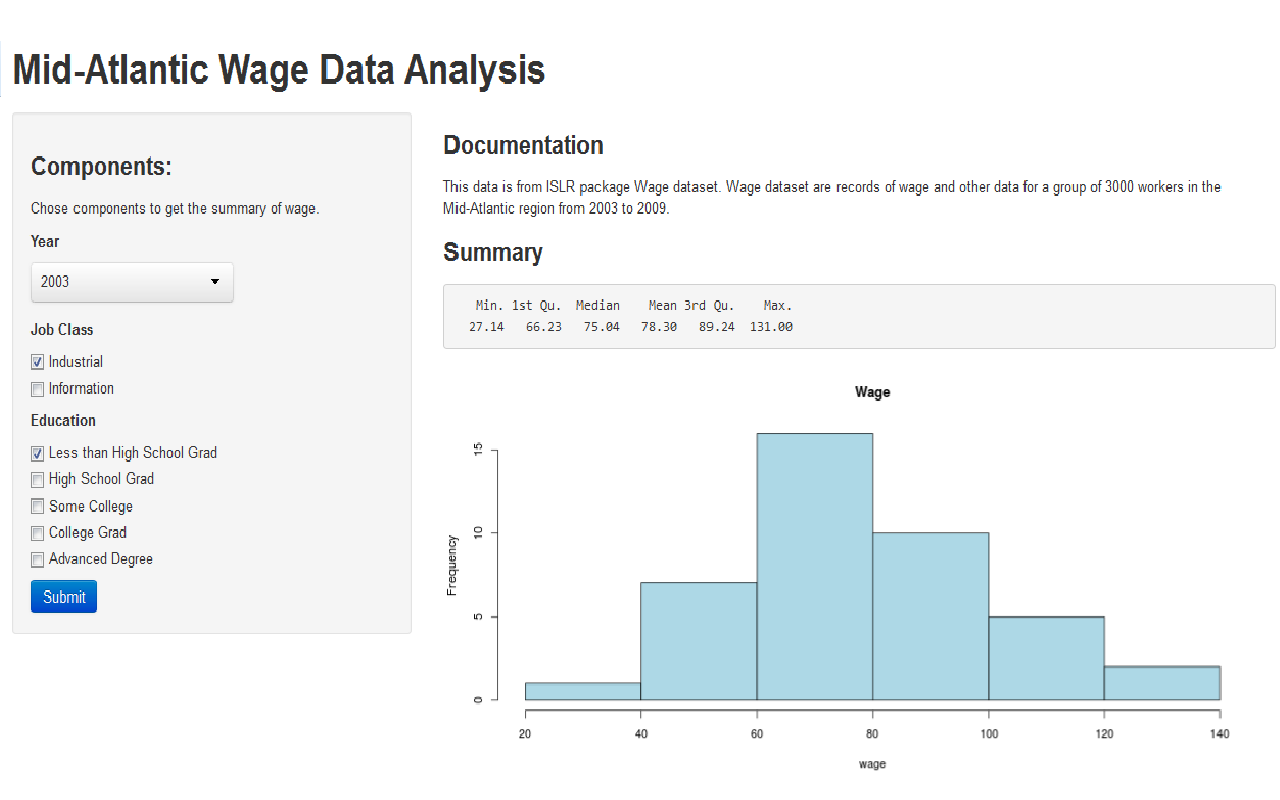 Mid-Atlantic Wage Data Analysis
Components:
Chose components to get the summary of wage.
Year
2003
Job Class
Industrial
Information
Education
Less than High School Grad
High School Grad
Some College
College Grad
Advanced Degree
Submit
Documentation
This data is from ISLR package Wage dataset. Wage dataset are records of wage and other data for a group of 3000 workers in the
Mid-Atlantic region from 2003 to 2009.
Summary
Min. 1st Qu. Median Mean 3rd Qu. Max.
27.14 66.23 75.04 78.30 89.24 131.00
Wage
Frequency
15
10
5
0
20 40 60 80 100 120 140
wage